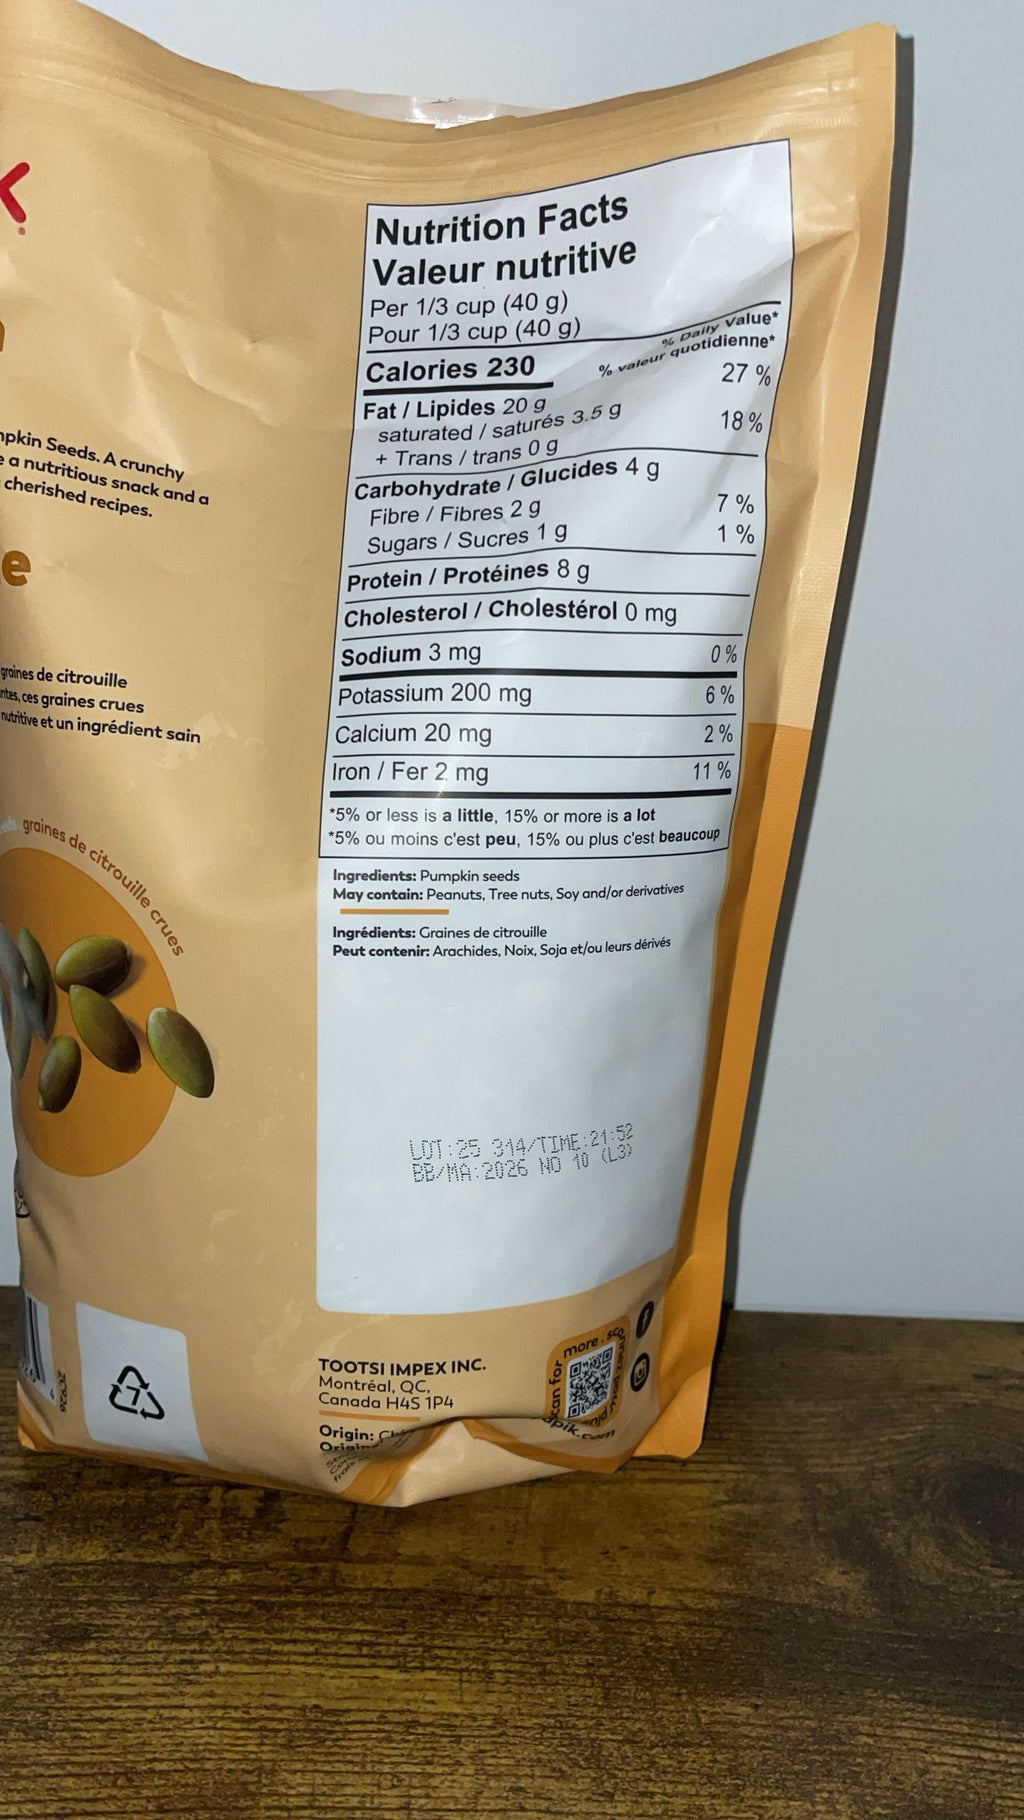 pkin Seeds. A crunchy
a nutritious snack and a
cherished recipes.
e
graines de citrouille
ces graines crues
nutritive et un ingrédient sain
graines de citrouille crues
Nutrition Facts
Valeur nutritive
Per 1/3 cup (40 g)
Pour 1/3 cup (40 g)
% Daily Value*
% valeur quotidienne*
Calories 230
Fat / Lipides 20 g 27 %
saturated / saturés 3.5 g
+ Trans / trans 0 g 18 %
Carbohydrate / Glucides 4 g
Fibre / Fibres 2 g 7 %
Sugars / Sucres 1 g 1 %
Protein / Protéines 8 g
Cholesterol / Cholestérol 0 mg
Sodium 3 mg 0 %
Potassium 200 mg 6 %
Calcium 20 mg 2 %
Iron / Fer 2 mg 11 %
*5% or less is a little, 15% or more is a lot
*5% ou moins c'est peu, 15% ou plus c'est beaucoup
Ingredients: Pumpkin seeds
May contain: Peanuts, Tree nuts, Soy and/or derivatives
Ingrédients: Graines de citrouille
Peut contenir: Arachides, Noix, Soja et/ou leurs dérivés
LOT:25 314/TIME:21:52
BB/MA:2026 NO 10 (L3)
7
TOOTSI IMPEX INC.
Montréal, QC,
Canada H4S 1P4
Origin:
more
for